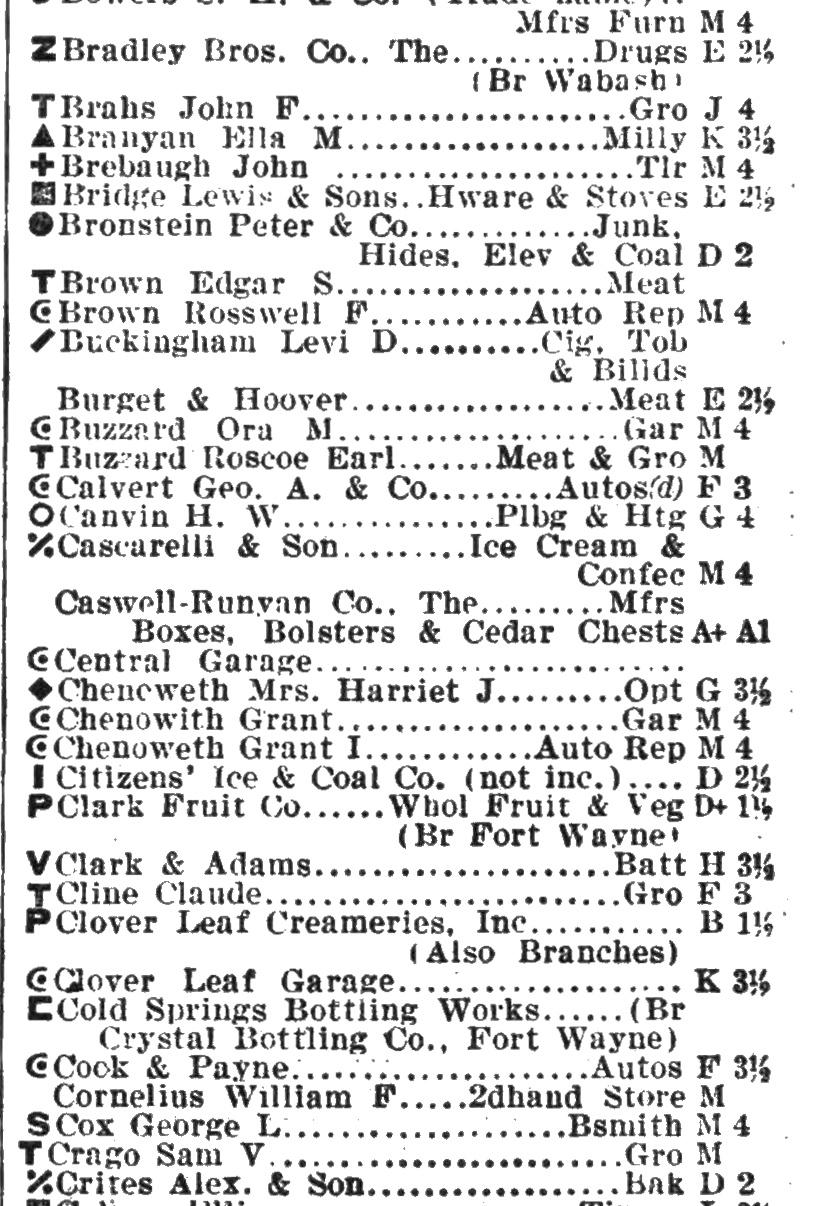 Mfrs Furn M 4
Z Bradley Bros. Co.. The..........Drugs E 2½
(Br Wabash)
T Brahs John F.......................Gro J 4
▲ Branyan Ella M..................Milly K 3½
✚ Brebaugh John .....................Tlr M 4
▦ Bridge Lewis & Sons..Hware & Stoves E 2½
● Bronstein Peter & Co.............Junk,
Hides, Elev & Coal D 2
T Brown Edgar S...................Meat
C Brown Rosswell F...........Auto Rep M 4
/ Buckingham Levi D..........Cig, Tob
& Billds
Burget & Hoover..................Meat E 2½
C Buzzard Ora M....................Gar M 4
T Buzzard Roscoe Earl.......Meat & Gro M
C Calvert Geo. A. & Co.........Autos(d) F 3
O Canvin H. W...............Plbg & Htg G 4
⁒ Cascarelli & Son.........Ice Cream &
Confec M 4
Caswell-Runyan Co., The.........Mfrs
Boxes, Bolsters & Cedar Chests A+ A1
C Central Garage..........................
◆ Chenoweth Mrs. Harriet J.........Opt G 3½
C Chenowith Grant....................Gar M 4
C Chenoweth Grant I............Auto Rep M 4
I Citizens' Ice & Coal Co. (not inc.).... D 2½
P Clark Fruit Co......Whol Fruit & Veg D+ 1½
(Br Fort Wayne)
V Clark & Adams.....................Batt H 3½
T Cline Claude.........................Gro F 3
P Clover Leaf Creameries, Inc........... B 1½
(Also Branches)
C Clover Leaf Garage.................... K 3½
C Cold Springs Bottling Works......(Br
Crystal Bottling Co., Fort Wayne)
C Cook & Payne.....................Autos F 3½
Cornelius William F.....2dhand Store M
S Cox George L....................Bsmith M 4
T Crago Sam V.........................Gro M
⁒ Crites Alex. & Son..................Bak D 2